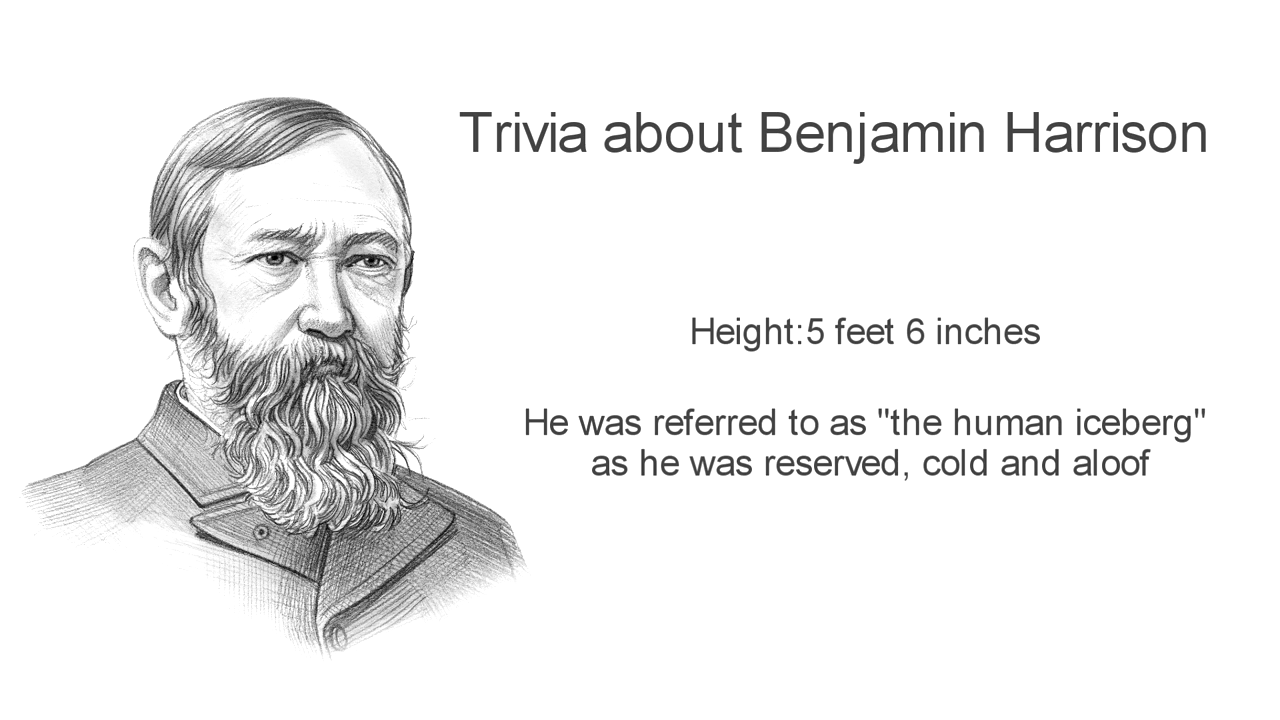 Trivia about Benjamin Harrison
Height:5 feet 6 inches
He was referred to as "the human iceberg"
as he was reserved, cold and aloof